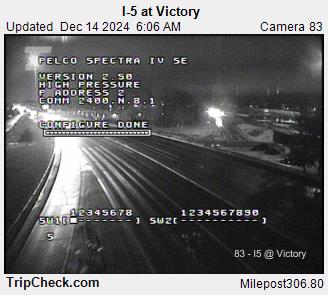 I-5 at Victory
Updated Dec 14 2024 6:06 AM Camera 83
PELCO SPECTRA IV SE
VERSION 2.50
HIGH PRESSURE
P ADDRESS 2
COMM 2400,N,8,1
CONFIGURE DONE
12345678 1234567890
SW1 SW2
5
83 - I5 @ Victory
TripCheck.com Milepost306.80